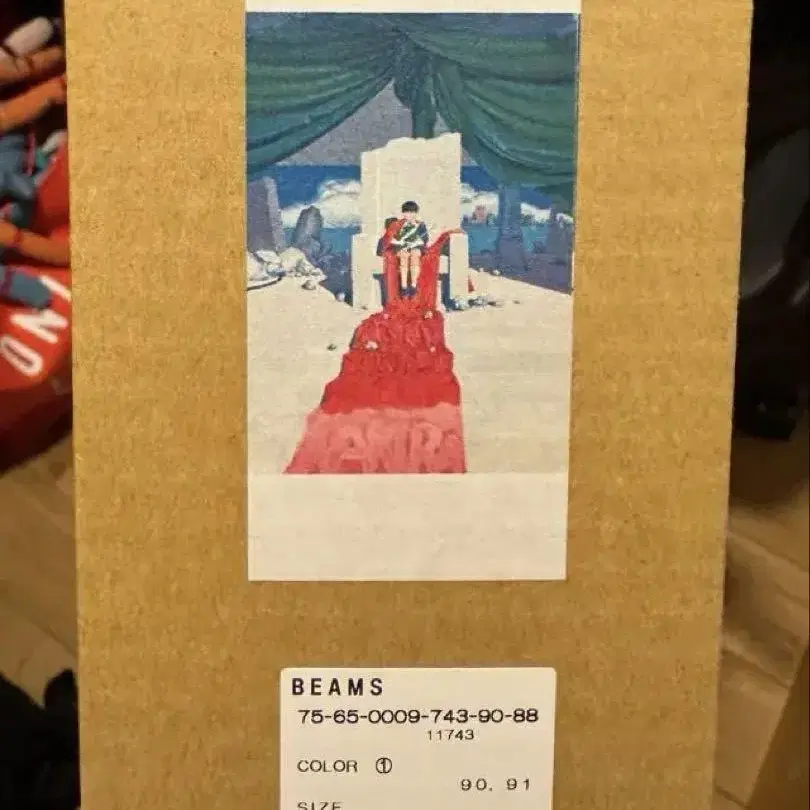 BEAMS
75-65-0009-743-90-88
11743
COLOR ①
90. 91
SIZE